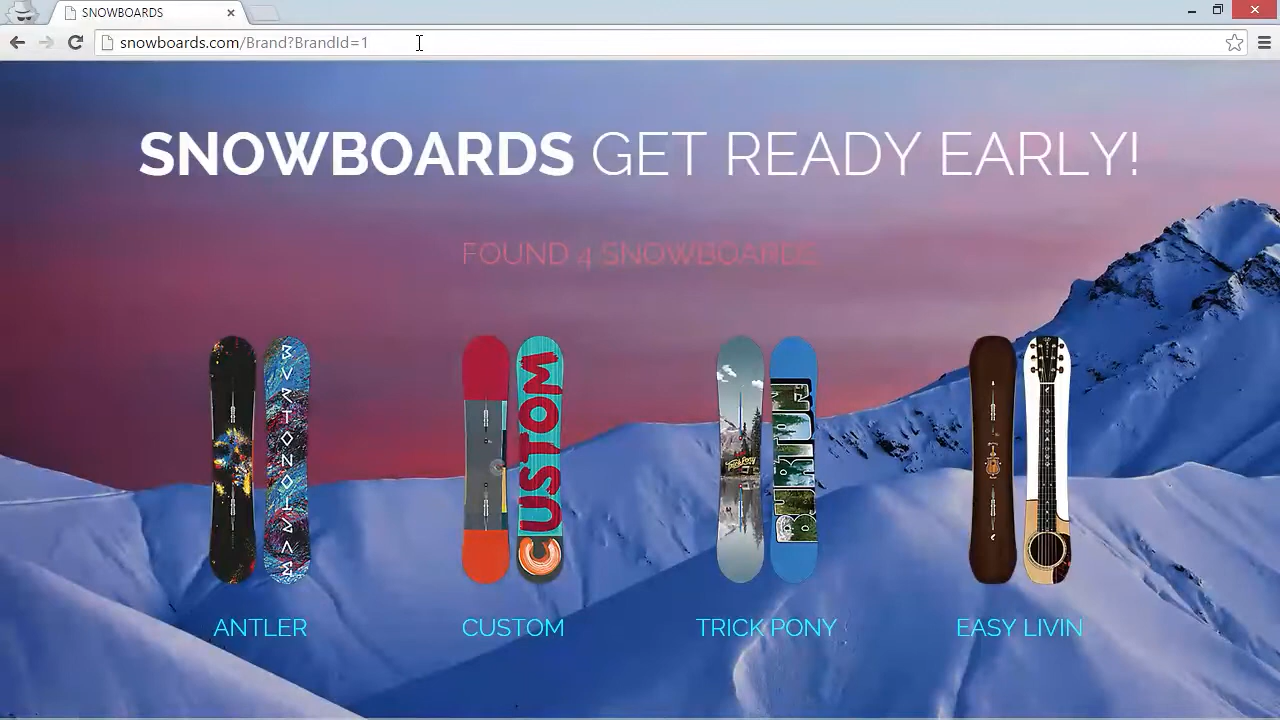 SNOWBOARDS
snowboards.com/Brand?BrandId=1
SNOWBOARDS GET READY EARLY!
FOUND 4 SNOWBOARDS
CUSTOM
BURTON
ANTLER
CUSTOM
TRICK PONY
EASY LIVIN